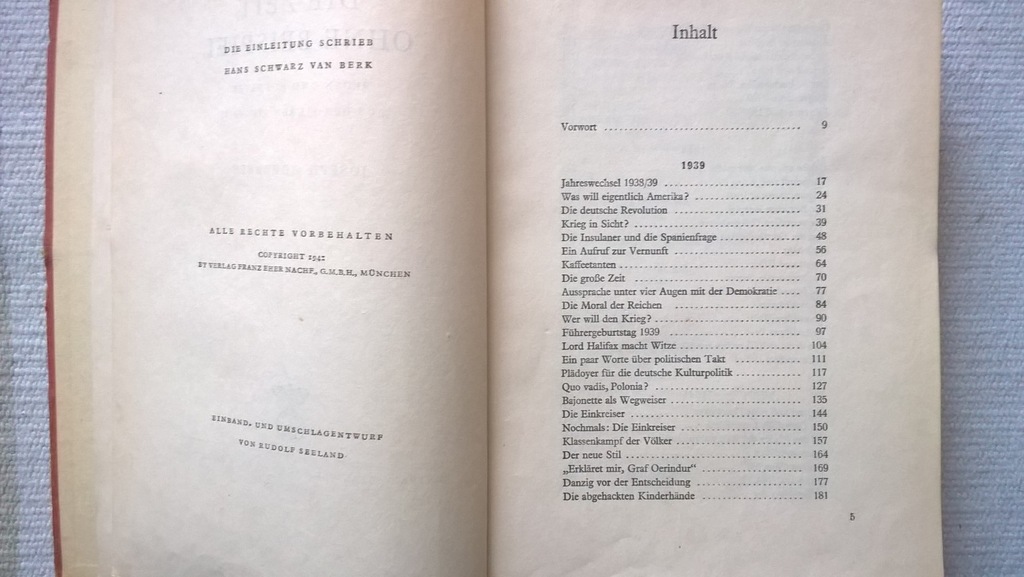 DIE EINLEITUNG SCHRIEB
HANS SCHWARZ VAN BERK
ALLE RECHTE VORBEHALTEN
COPYRIGHT 1941
BY VERLAG FRANZ EHER NACHF., G.M.B.H., MÜNCHEN
EINBAND- UND UMSCHLAGENTWURF
VON RUDOLF SEELAND
Inhalt
Vorwort 9
1939
Jahreswechsel 1938/39 17
Was will eigentlich Amerika? 24
Die deutsche Revolution 31
Krieg in Sicht? 39
Die Insulaner und die Spanienfrage 48
Ein Aufruf zur Vernunft 56
Kaffeetanten 64
Die große Zeit 70
Aussprache unter vier Augen mit der Demokratie 77
Die Moral der Reichen 84
Wer will den Krieg? 90
Führergeburtstag 1939 97
Lord Halifax macht Witze 104
Ein paar Worte über politischen Takt 111
Plädoyer für die deutsche Kulturpolitik 117
Quo vadis, Polonia? 127
Bajonette als Wegweiser 135
Die Einkreiser 144
Nochmals: Die Einkreiser 150
Klassenkampf der Völker 157
Der neue Stil 164
„Erkläret mir, Graf Oerindur“ 169
Danzig vor der Entscheidung 177
Die abgehackten Kinderhände 181
5